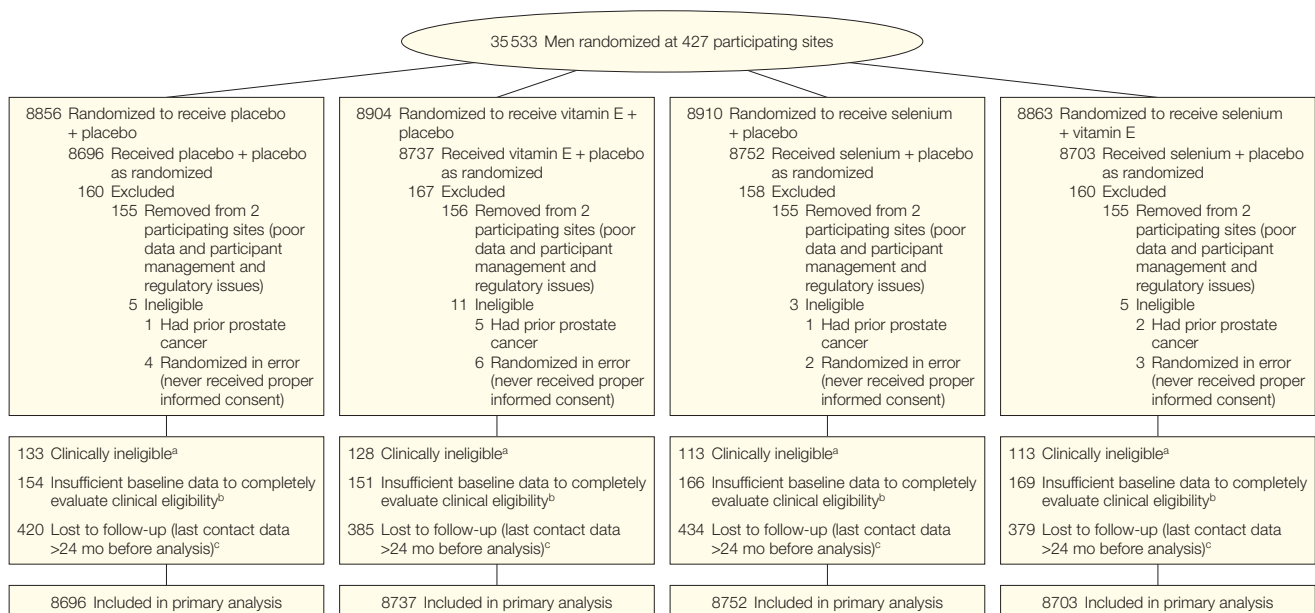 35 533 Men randomized at 427 participating sites
8856 Randomized to receive placebo
+ placebo
8696 Received placebo + placebo
as randomized
160 Excluded
155 Removed from 2
participating sites (poor
data and participant
management and
regulatory issues)
5 Ineligible
1 Had prior prostate
cancer
4 Randomized in error
(never received proper
informed consent)
8904 Randomized to receive vitamin E +
placebo
8737 Received vitamin E + placebo
as randomized
167 Excluded
156 Removed from 2
participating sites (poor
data and participant
management and
regulatory issues)
11 Ineligible
5 Had prior prostate
cancer
6 Randomized in error
(never received proper
informed consent)
8910 Randomized to receive selenium
+ placebo
8752 Received selenium + placebo
as randomized
158 Excluded
155 Removed from 2
participating sites (poor
data and participant
management and
regulatory issues)
3 Ineligible
1 Had prior prostate
cancer
2 Randomized in error
(never received proper
informed consent)
8863 Randomized to receive selenium
+ vitamin E
8703 Received selenium + placebo
as randomized
160 Excluded
155 Removed from 2
participating sites (poor
data and participant
management and
regulatory issues)
5 Ineligible
2 Had prior prostate
cancer
3 Randomized in error
(never received proper
informed consent)
133 Clinically ineligibleᵃ
154 Insufficient baseline data to completely
evaluate clinical eligibilityᵇ
420 Lost to follow-up (last contact data
>24 mo before analysis)ᶜ
128 Clinically ineligibleᵃ
151 Insufficient baseline data to completely
evaluate clinical eligibilityᵇ
385 Lost to follow-up (last contact data
>24 mo before analysis)ᶜ
113 Clinically ineligibleᵃ
166 Insufficient baseline data to completely
evaluate clinical eligibilityᵇ
434 Lost to follow-up (last contact data
>24 mo before analysis)ᶜ
113 Clinically ineligibleᵃ
169 Insufficient baseline data to completely
evaluate clinical eligibilityᵇ
379 Lost to follow-up (last contact data
>24 mo before analysis)ᶜ
8696 Included in primary analysis
8737 Included in primary analysis
8752 Included in primary analysis
8703 Included in primary analysis